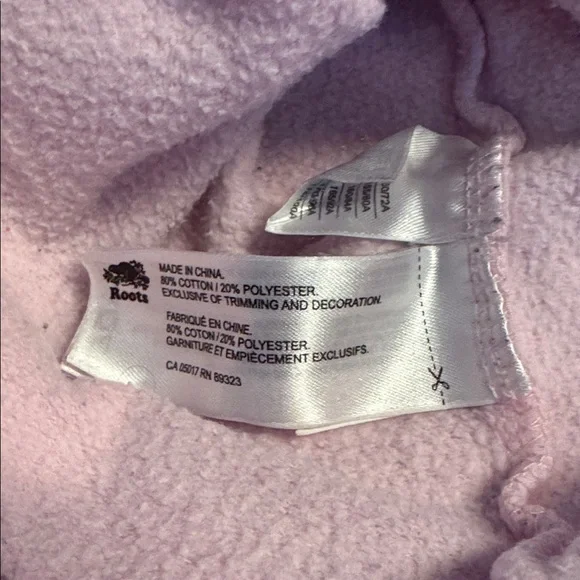 Roots
MADE IN CHINA.
80% COTTON / 20% POLYESTER.
EXCLUSIVE OF TRIMMING AND DECORATION.
FABRIQUÉ EN CHINE.
80% COTON / 20% POLYESTER.
GARNITURE ET EMPIÈCEMENT EXCLUSIFS.
CA 05017 RN 89323